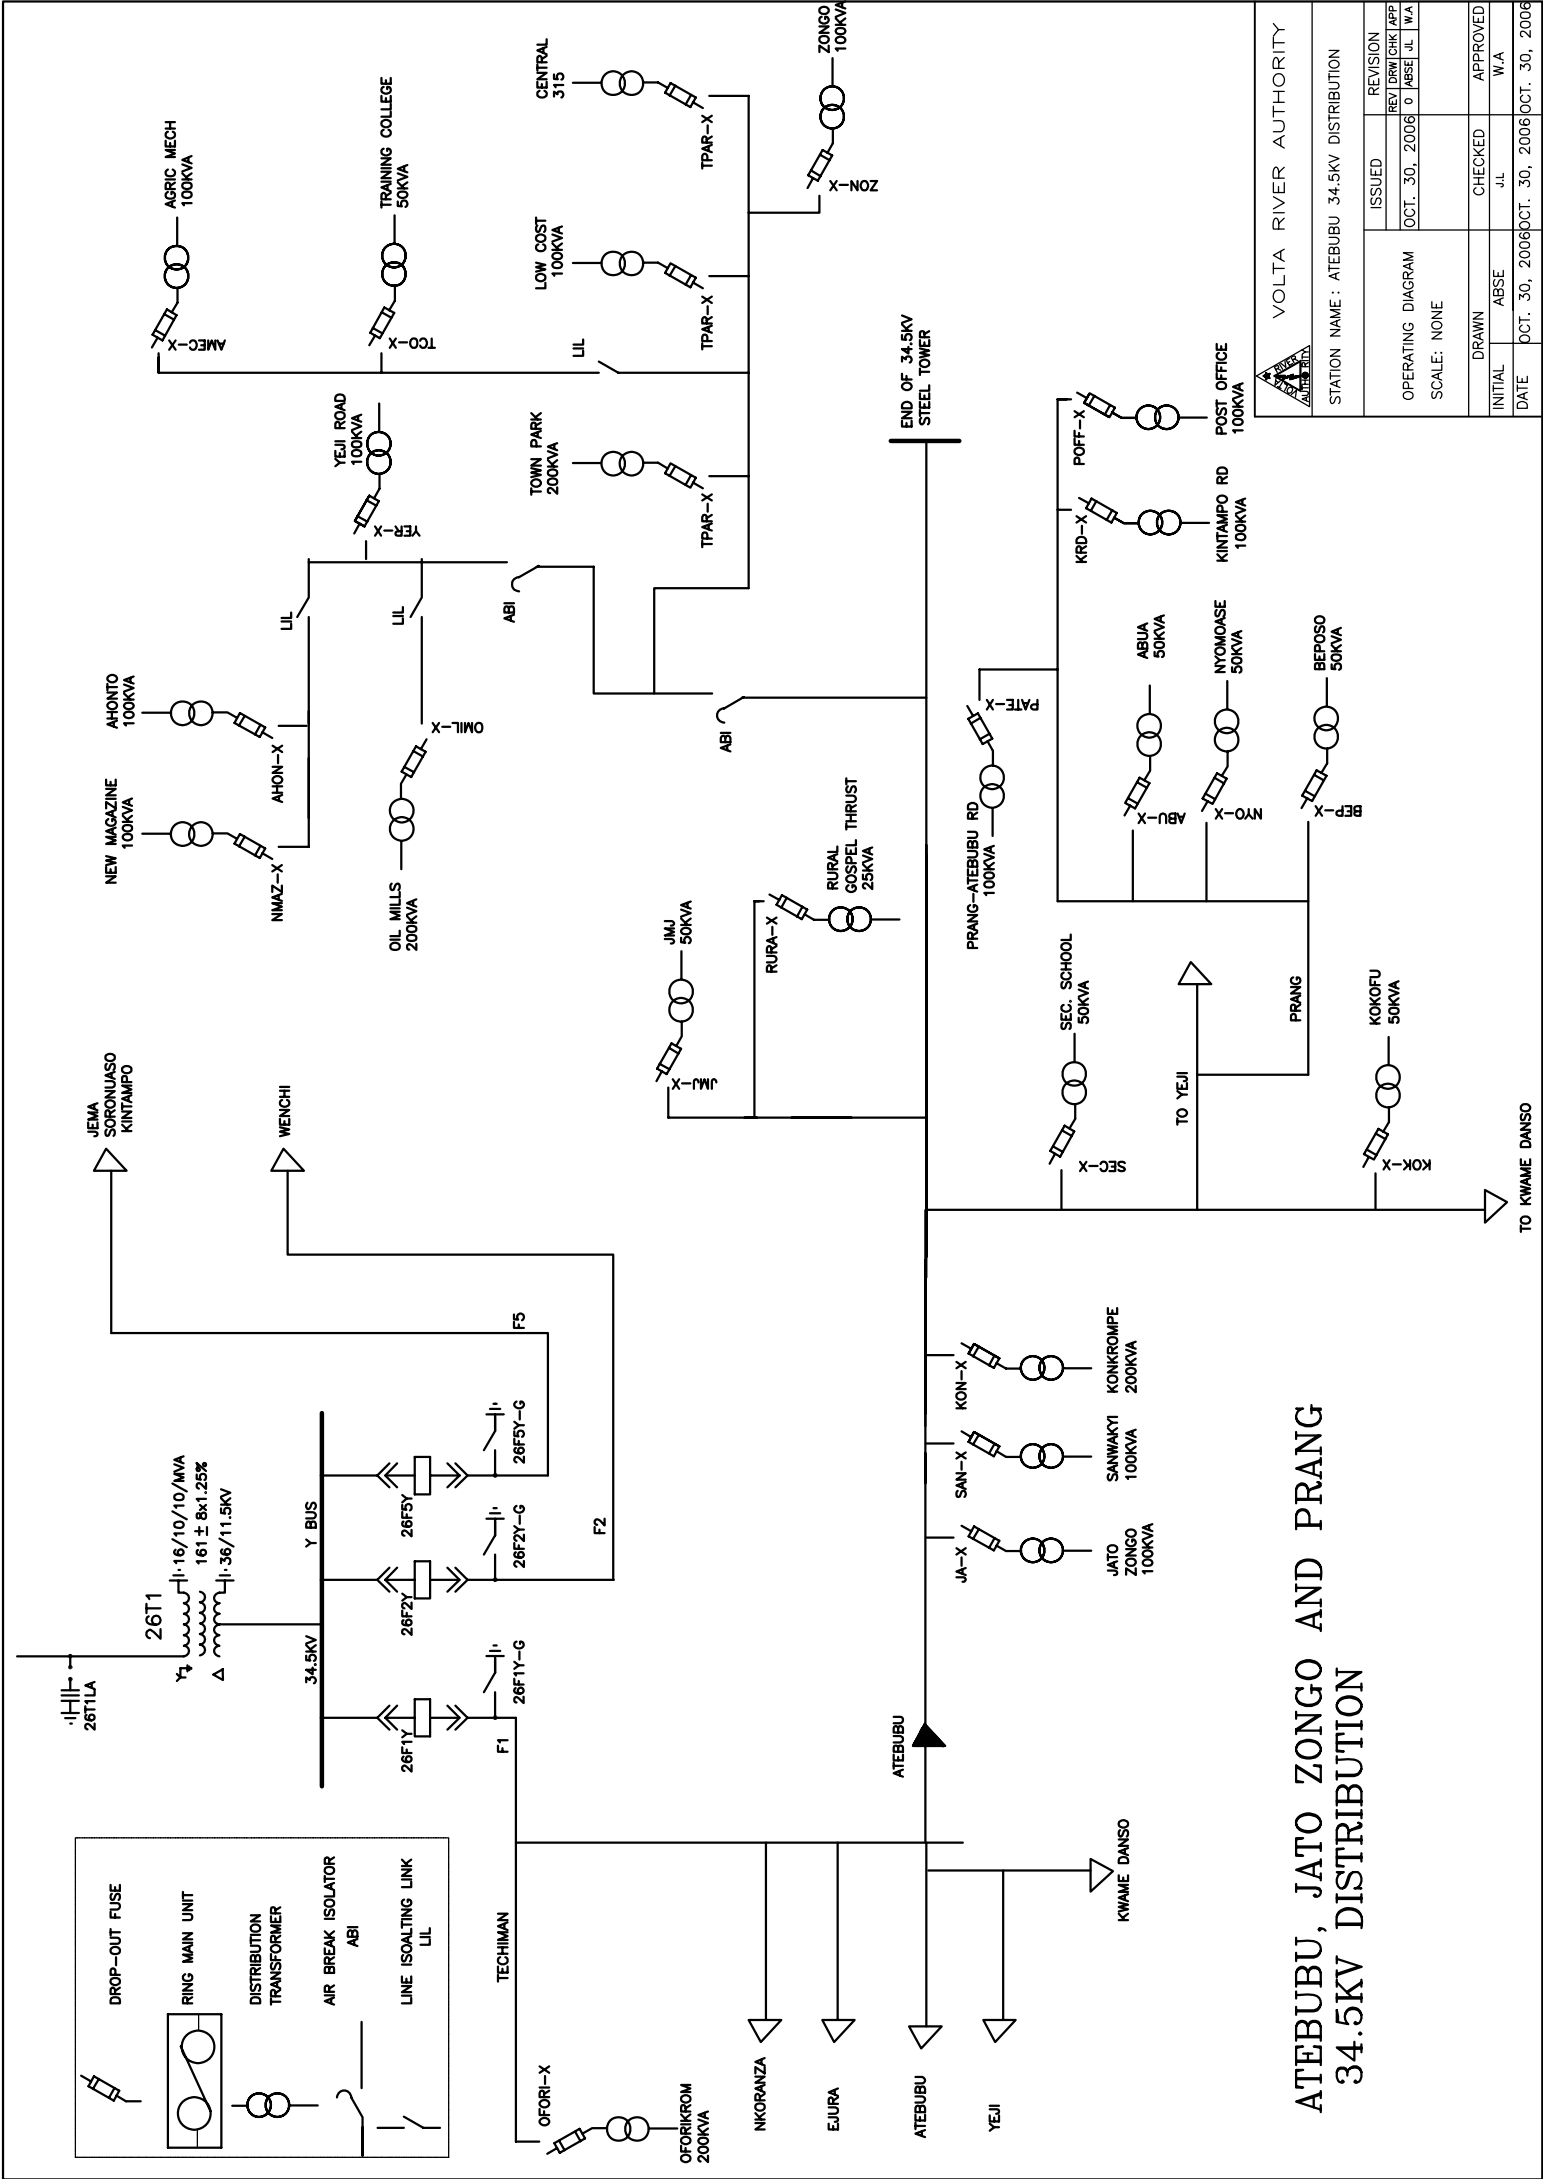 DROP-OUT FUSE
RING MAIN UNIT
DISTRIBUTION
TRANSFORMER
AIR BREAK ISOLATOR
ABI
LINE ISOALTING LINK
LIL
26T1LA
26T1
16/10/10/MVA
161 ± 8x1.25%
36/11.5KV
34.5KV
Y BUS
26F1Y
26F2Y
26F5Y
26F1Y-G
26F2Y-G
26F5Y-G
F1
F2
F5
JEMA
SORONUASO
KINTAMPO
WENCHI
TECHIMAN
OFORI-X
OFORIKROM
200KVA
NKORANZA
EJURA
ATEBUBU
YEJI
KWAME DANSO
ATEBUBU
JA-X
JATO
ZONGO
100KVA
SAN-X
SANWAKYI
100KVA
KON-X
KONKROMPE
200KVA
NEW MAGAZINE
100KVA
NMAZ-X
AHONTO
100KVA
AHON-X
LIL
OIL MILLS
200KVA
OMIL-X
LIL
YEJI ROAD
100KVA
YER-X
ABI
ABI
AGRIC MECH
100KVA
AMEC-X
TRAINING COLLEGE
50KVA
TCO-X
LIL
TOWN PARK
200KVA
TPAR-X
LOW COST
100KVA
TPAR-X
CENTRAL
315
TPAR-X
ZONGO
100KVA
ZON-X
JMJ
50KVA
JMJ-X
RURA-X
RURAL
GOSPEL THRUST
25KVA
END OF 34.5KV
STEEL TOWER
SEC. SCHOOL
50KVA
SEC-X
TO YEJI
PRANG
KOKOFU
50KVA
KOK-X
TO KWAME DANSO
PRANG-ATEBUBU RD
100KVA
PATE-X
ABUA
50KVA
ABU-X
NYOMOASE
50KVA
NYO-X
BEPOSO
50KVA
BEP-X
KRD-X
KINTAMPO RD
100KVA
POFF-X
POST OFFICE
100KVA
ATEBUBU, JATO ZONGO AND PRANG
34.5KV DISTRIBUTION
VOLTA RIVER AUTHORITY
VOLTA RIVER AUTHORITY
STATION NAME : ATEBUBU 34.5KV DISTRIBUTION
OPERATING DIAGRAM
SCALE: NONE
ISSUED REVISION
REV DRW CHK APP
OCT. 30, 2006 O ABSE JL W.A
DRAWN CHECKED APPROVED
INITIAL ABSE J.L W.A
DATE OCT. 30, 2006 OCT. 30, 2006 OCT. 30, 2006